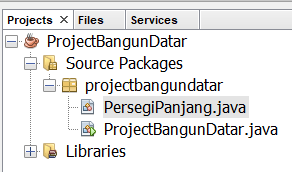 Projects × Files Services
ProjectBangunDatar
Source Packages
projectbangundatar
PersegiPanjang.java
ProjectBangunDatar.java
Libraries